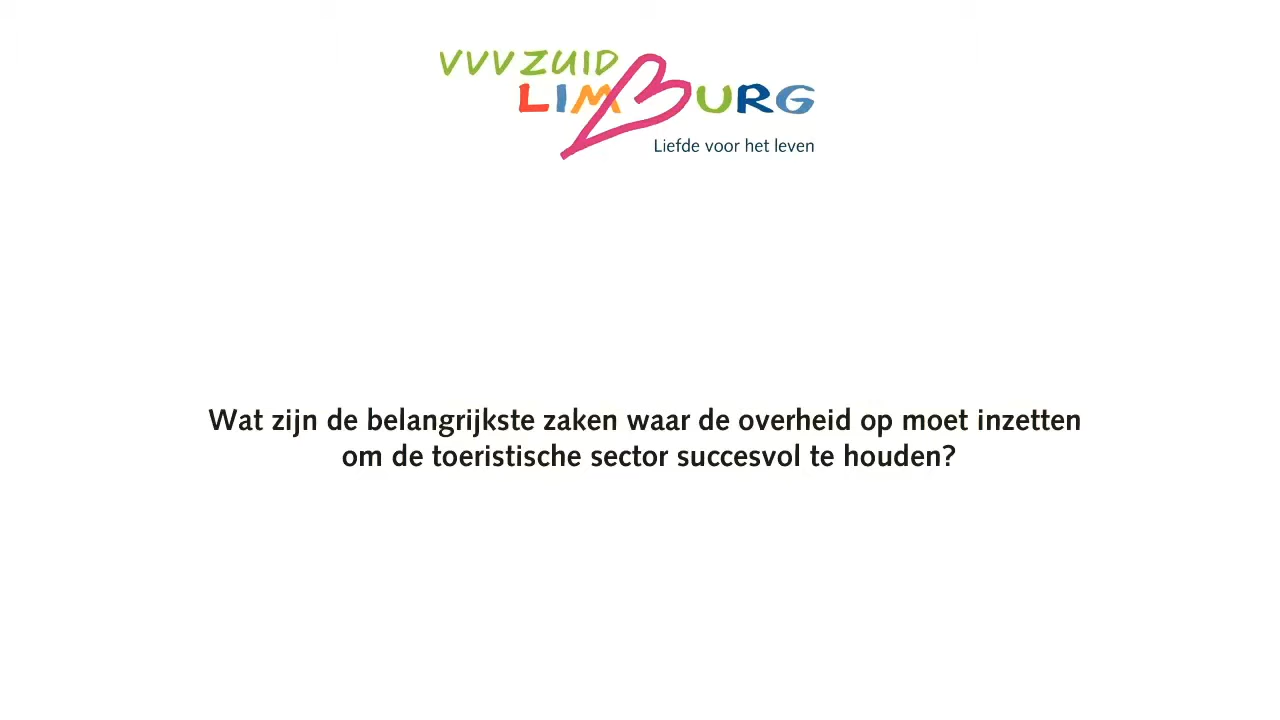 VVV ZUID
LIMBURG
Liefde voor het leven
Wat zijn de belangrijkste zaken waar de overheid op moet inzetten
om de toeristische sector succesvol te houden?